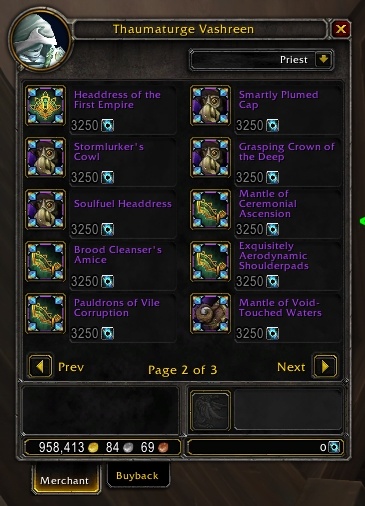 Thaumaturge Vashreen
Priest
Headdress of the
First Empire
3250
Smartly Plumed
Cap
3250
Stormlurker's
Cowl
3250
Grasping Crown of
the Deep
3250
Soulfuel Headdress
3250
Mantle of
Ceremonial
Ascension
3250
Brood Cleanser's
Amice
3250
Exquisitely
Aerodynamic
Shoulderpads
3250
Pauldrons of Vile
Corruption
3250
Mantle of Void-
Touched Waters
3250
Prev
Page 2 of 3
Next
958,413 84 69
0
Merchant
Buyback